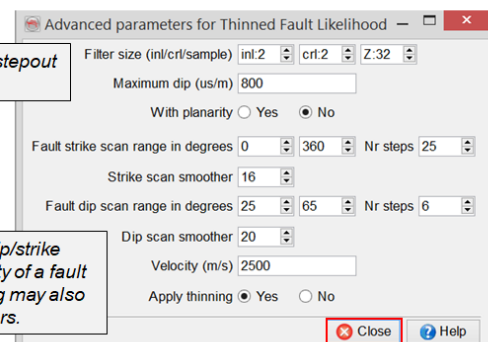 Advanced parameters for Thinned Fault Likelihood
stepout
Filter size (inl/crl/sample) inl:2 crl:2 Z:32
Maximum dip (us/m) 800
With planarity Yes No
Fault strike scan range in degrees 0 360 Nr steps 25
Strike scan smoother 16
Fault dip scan range in degrees 25 65 Nr steps 6
Dip scan smoother 20
p/strike
ty of a fault
g may also
rs.
Velocity (m/s) 2500
Apply thinning Yes No
Close Help